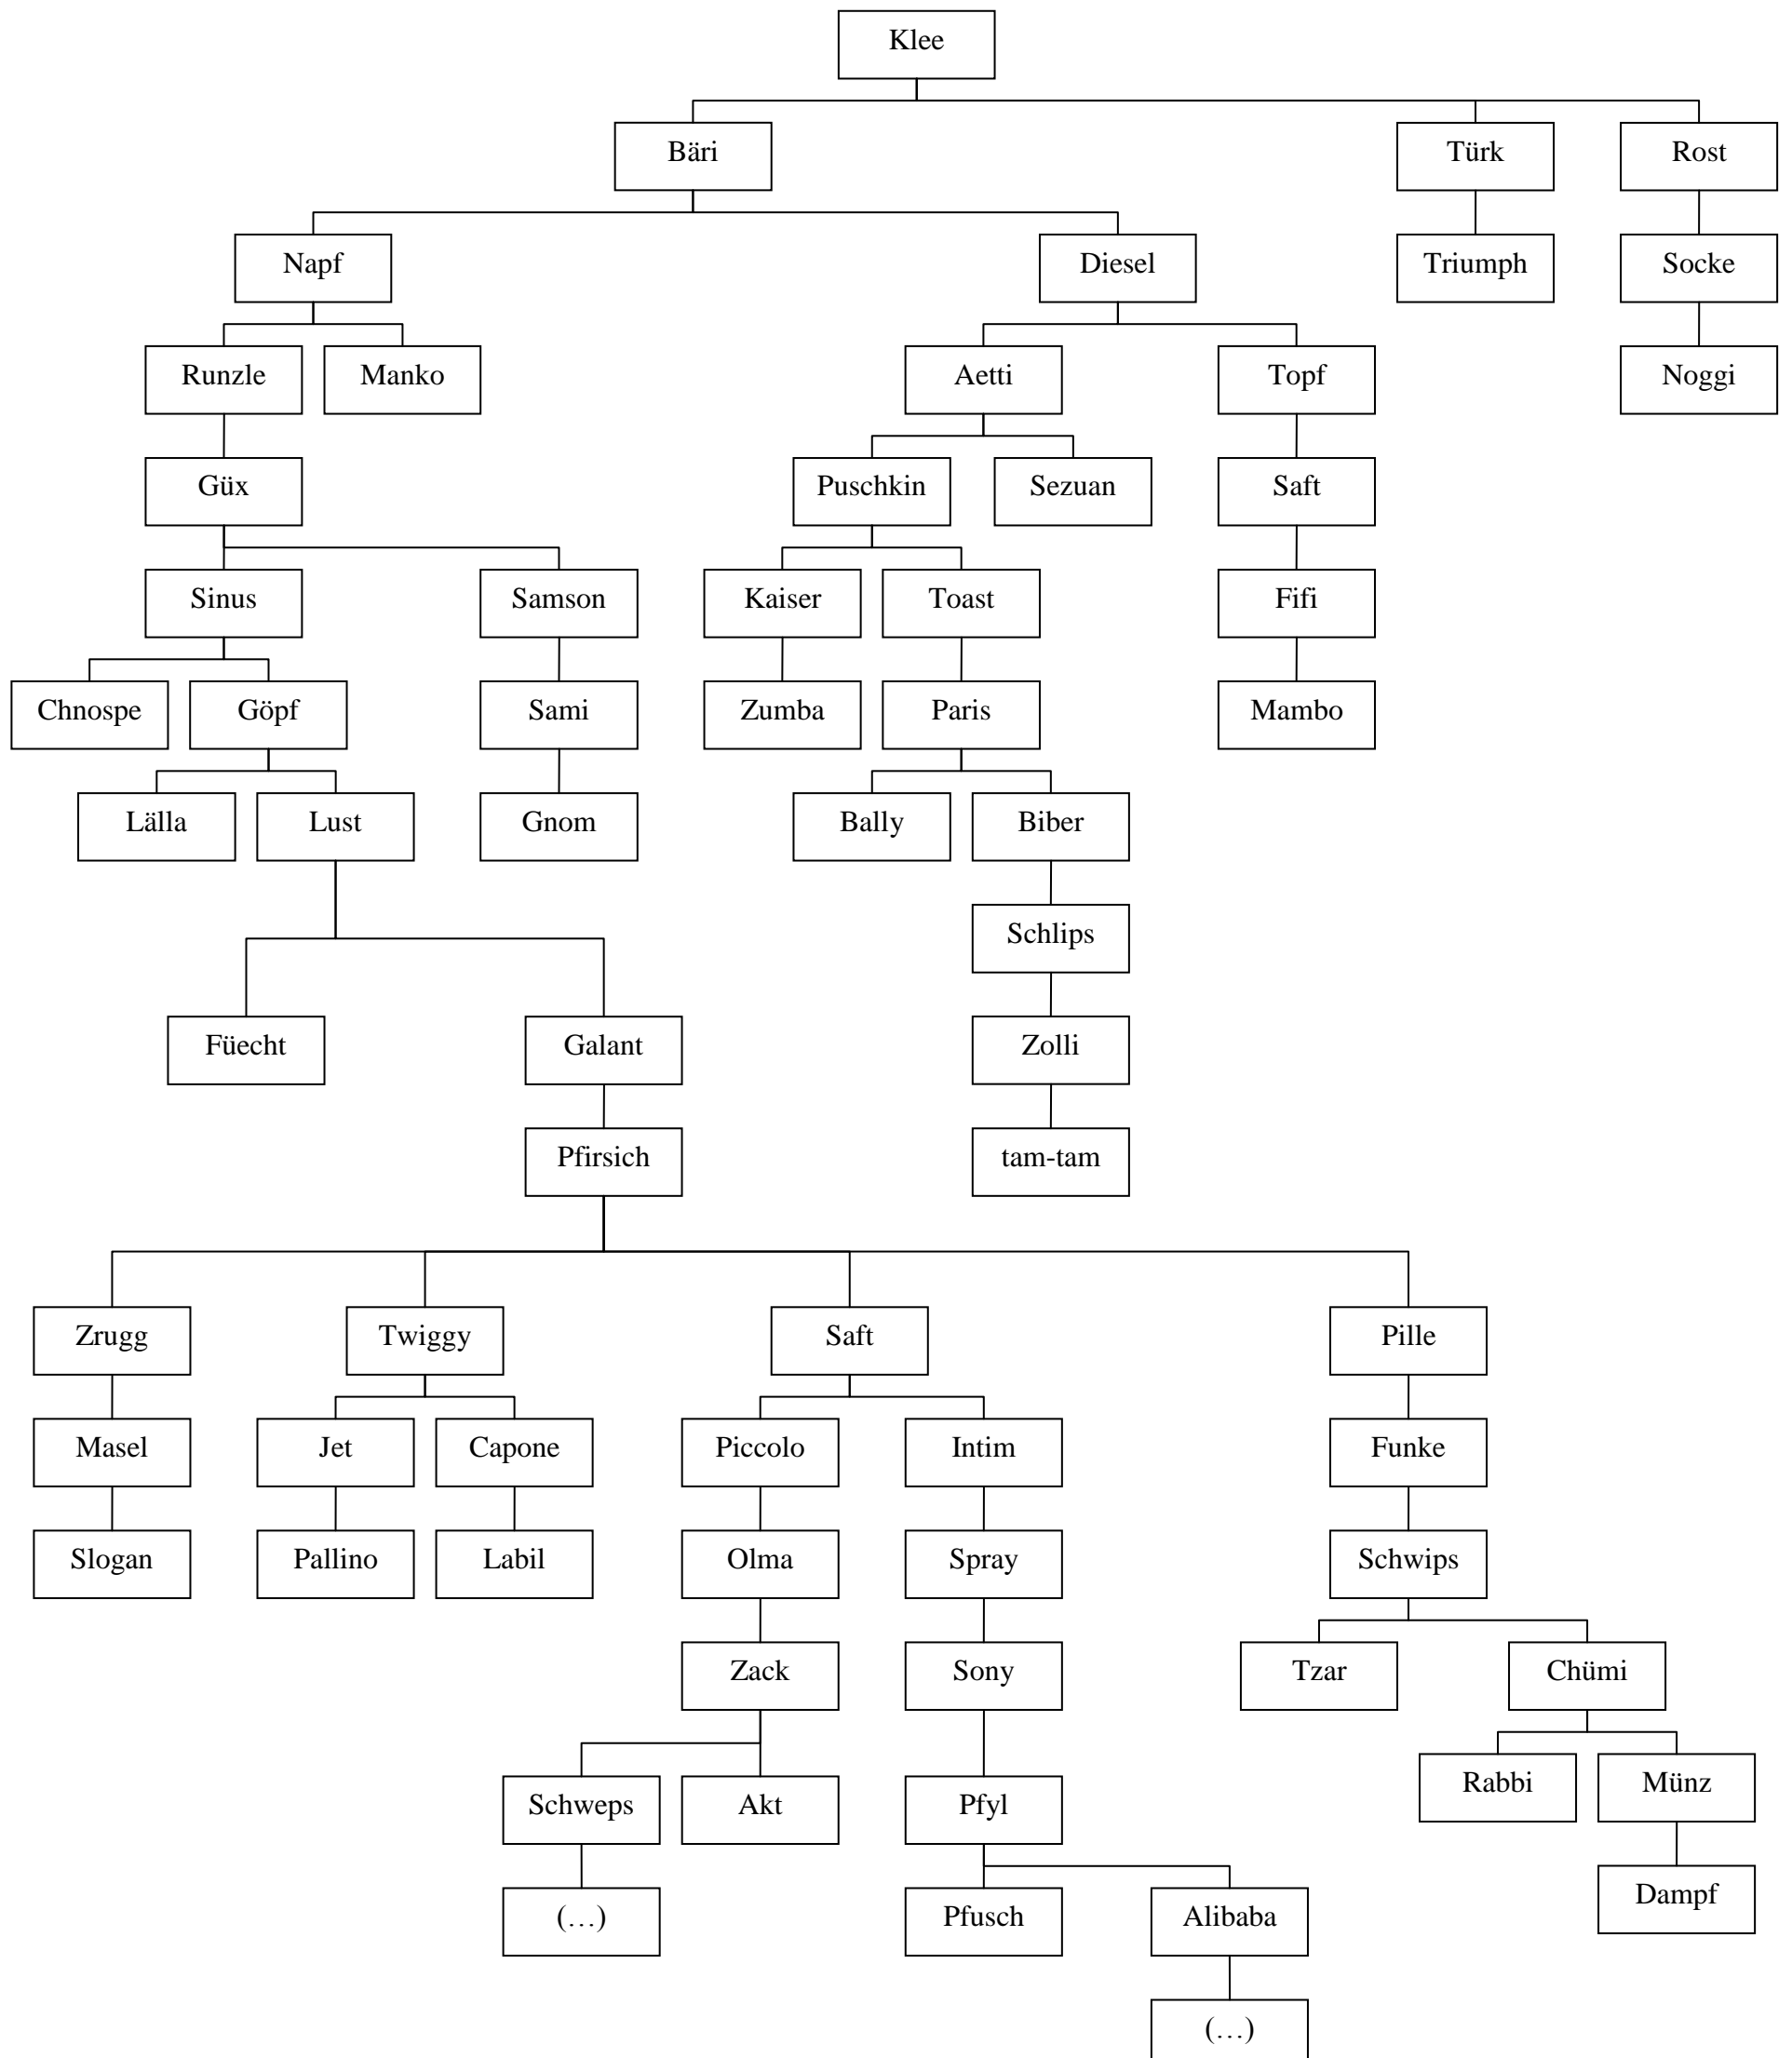 Klee
Bäri
Türk
Rost
Napf
Diesel
Triumph
Socke
Runzle
Manko
Aetti
Topf
Noggi
Güx
Puschkin
Sezuan
Saft
Sinus
Samson
Kaiser
Toast
Fifi
Chnospe
Göpf
Sami
Zumba
Paris
Mambo
Lälla
Lust
Gnom
Bally
Biber
Schlips
Füecht
Galant
Zolli
Pfirsich
tam-tam
Zrugg
Twiggy
Saft
Pille
Masel
Jet
Capone
Piccolo
Intim
Funke
Slogan
Pallino
Labil
Olma
Spray
Schwips
Zack
Sony
Tzar
Chümi
Rabbi
Münz
Schweps
Akt
Pfyl
Dampf
(…)
Pfusch
Alibaba
(…)